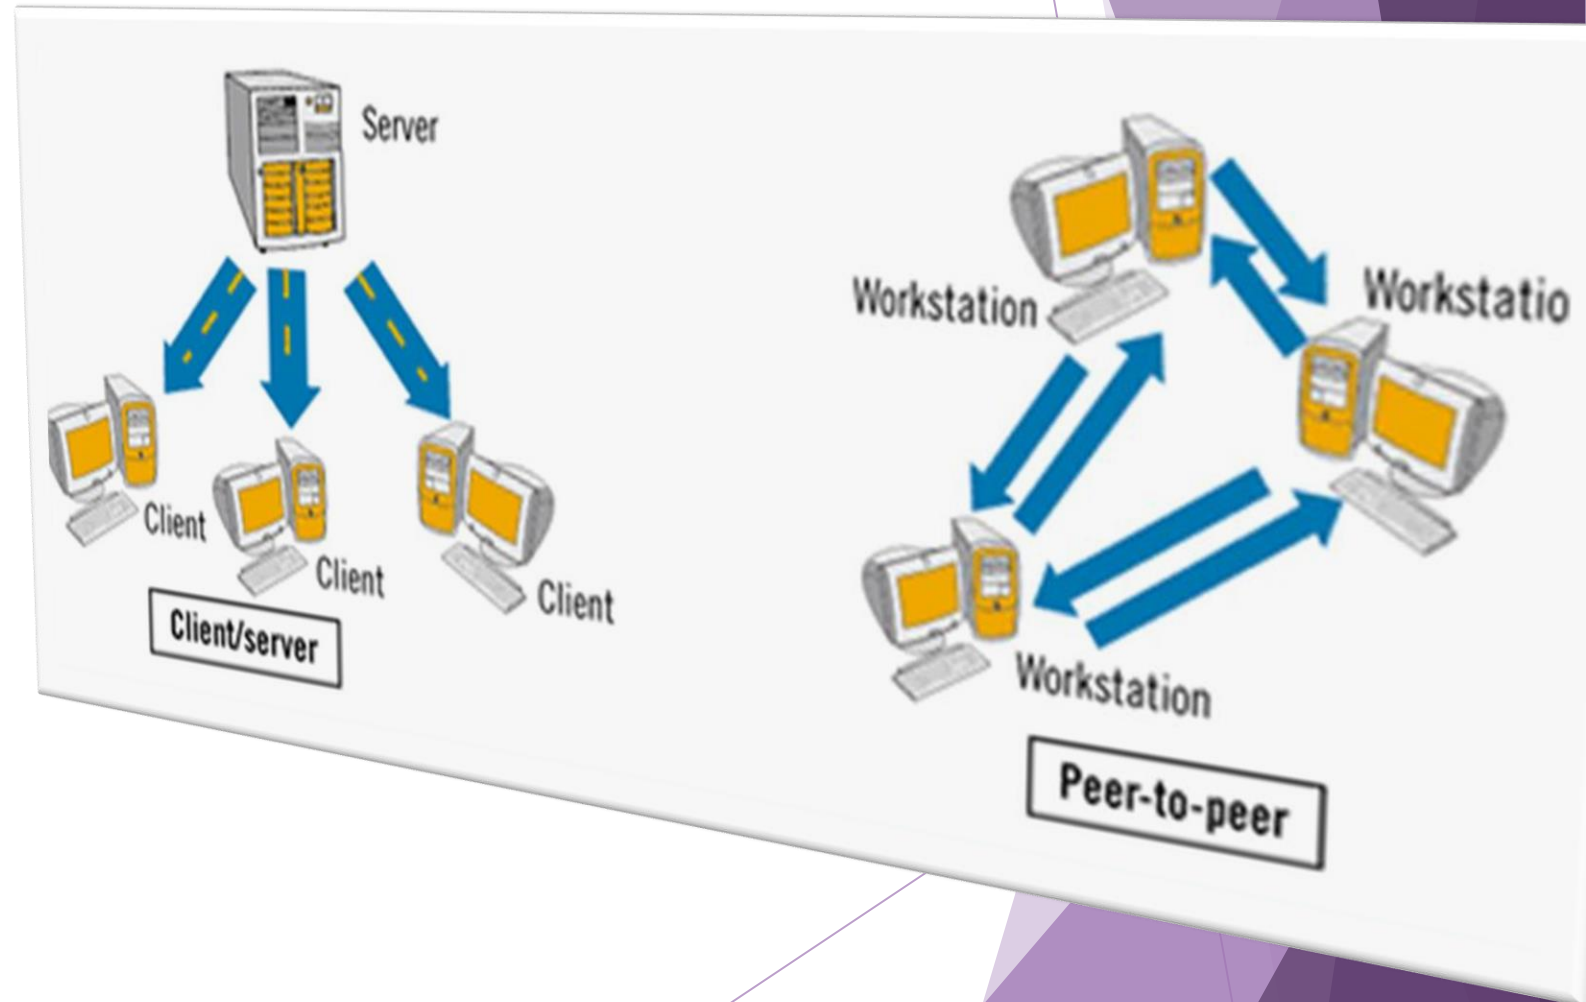 Server
Client
Client
Client
Client/server
Workstation
Workstatio
Workstation
Peer-to-peer